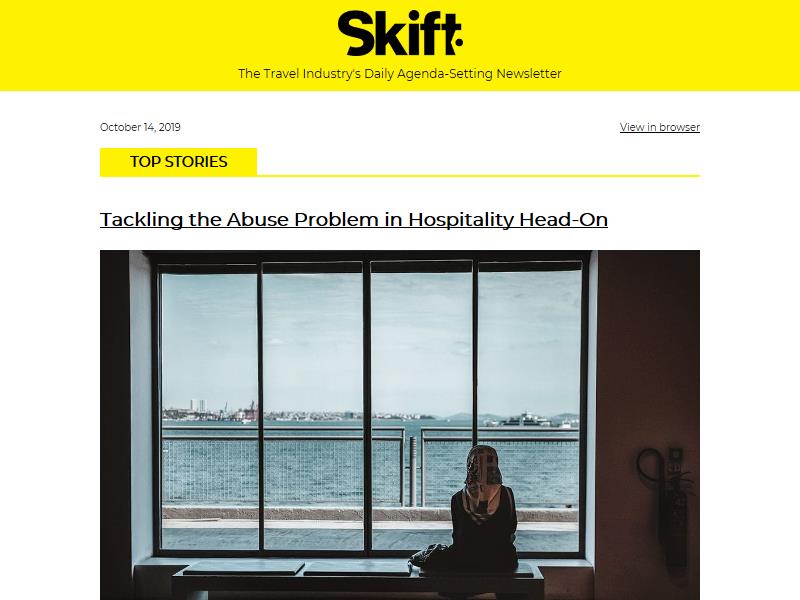 Skift
The Travel Industry's Daily Agenda-Setting Newsletter
October 14, 2019
View in browser
TOP STORIES
Tackling the Abuse Problem in Hospitality Head-On